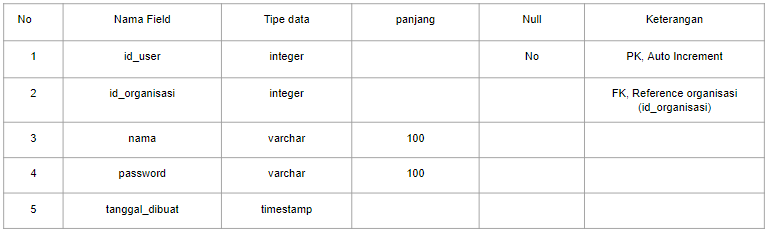 No Nama Field Tipe data panjang Null Keterangan
1 id_user integer No PK, Auto Increment
2 id_organisasi integer FK, Reference organisasi
(id_organisasi)
3 nama varchar 100
4 password varchar 100
5 tanggal_dibuat timestamp